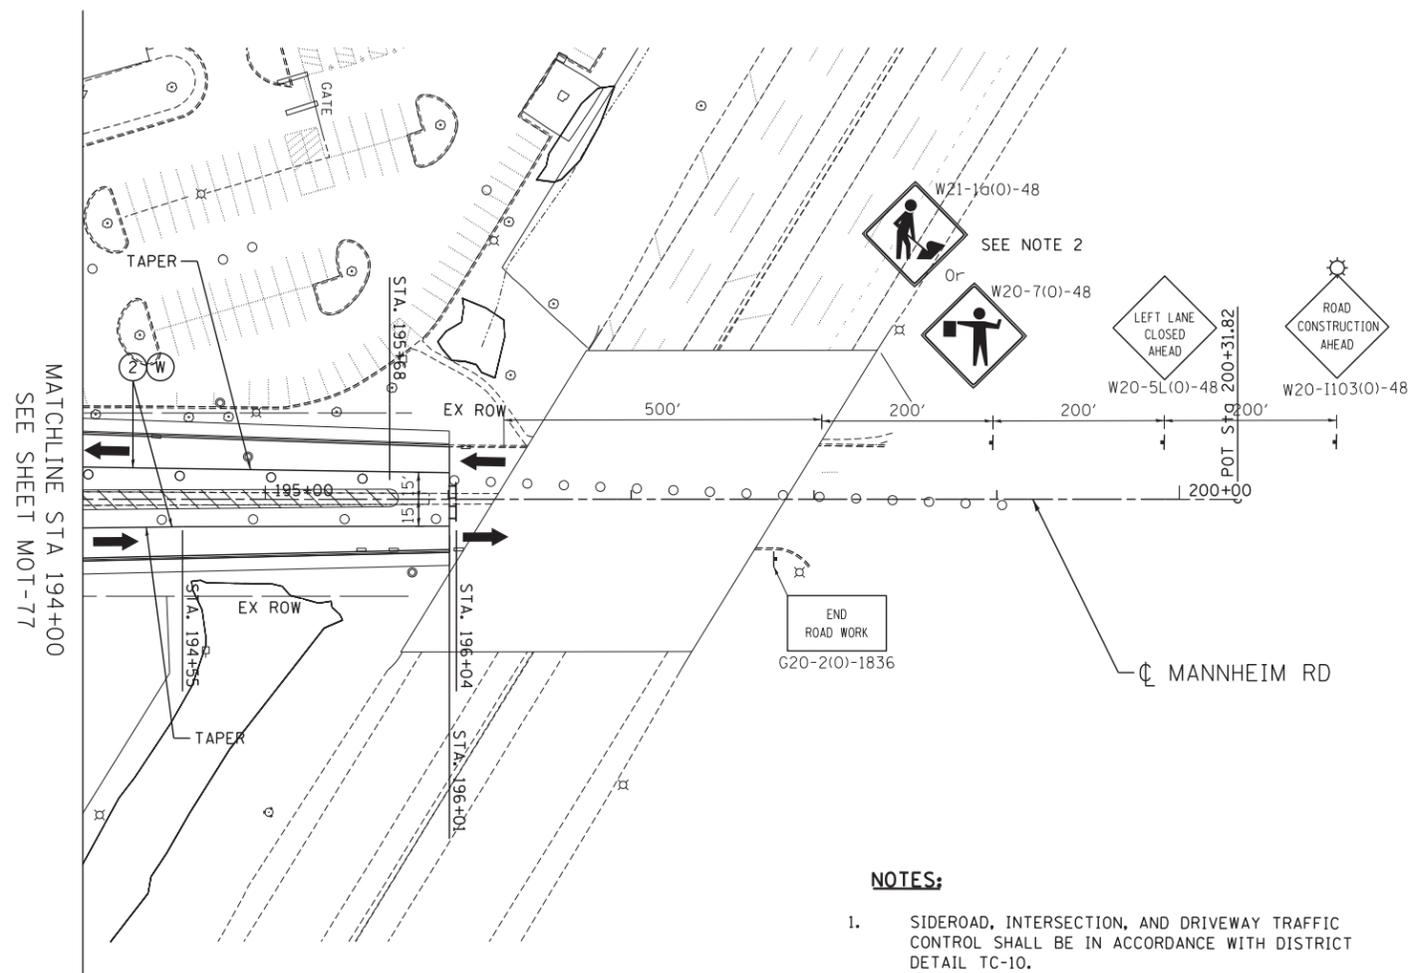 GATE
W21-1a(0)-48
SEE NOTE 2
Or
W20-7(0)-48
TAPER
STA. 195+68
LEFT LANE
CLOSED
AHEAD
W20-5L(0)-48
ROAD
CONSTRUCTION
AHEAD
W20-I103(0)-48
POT Sta 200+31.82
2
W
EX ROW
500'
200'
200'
200'
MATCHLINE STA 194+00
SEE SHEET MOT-77
195+00
15'
15'
200+00
STA. 194+55
EX ROW
STA. 196+04
END
ROAD WORK
G20-2(0)-1836
℄ MANNHEIM RD
TAPER
STA. 196+01
NOTES:
1. SIDEROAD, INTERSECTION, AND DRIVEWAY TRAFFIC
CONTROL SHALL BE IN ACCORDANCE WITH DISTRICT
DETAIL TC-10.